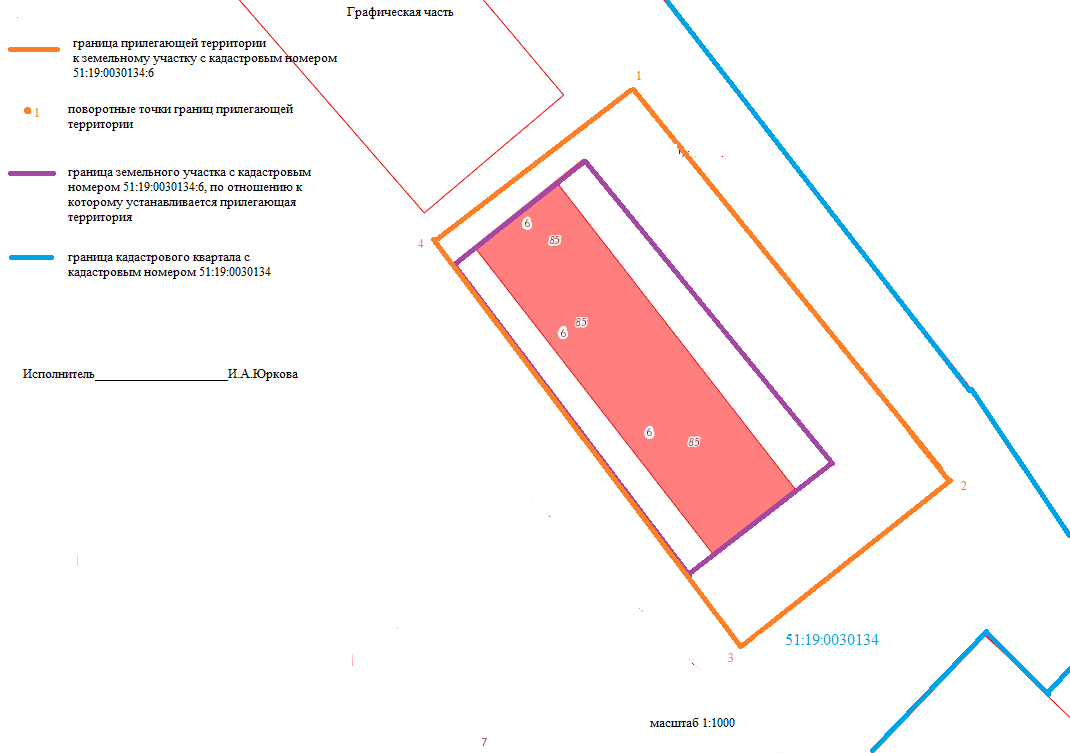 Графическая часть
граница прилегающей территории
к земельному участку с кадастровым номером
51:19:0030134:6
1
поворотные точки границ прилегающей
территории
граница земельного участка с кадастровым
номером 51:19:0030134:6, по отношению к
которому устанавливается прилегающая
территория
граница кадастрового квартала с
кадастровым номером 51:19:0030134
Исполнитель____________________И.А.Юркова
1
4
6
85
85
6
6
85
2
51:19:0030134
3
масштаб 1:1000
7